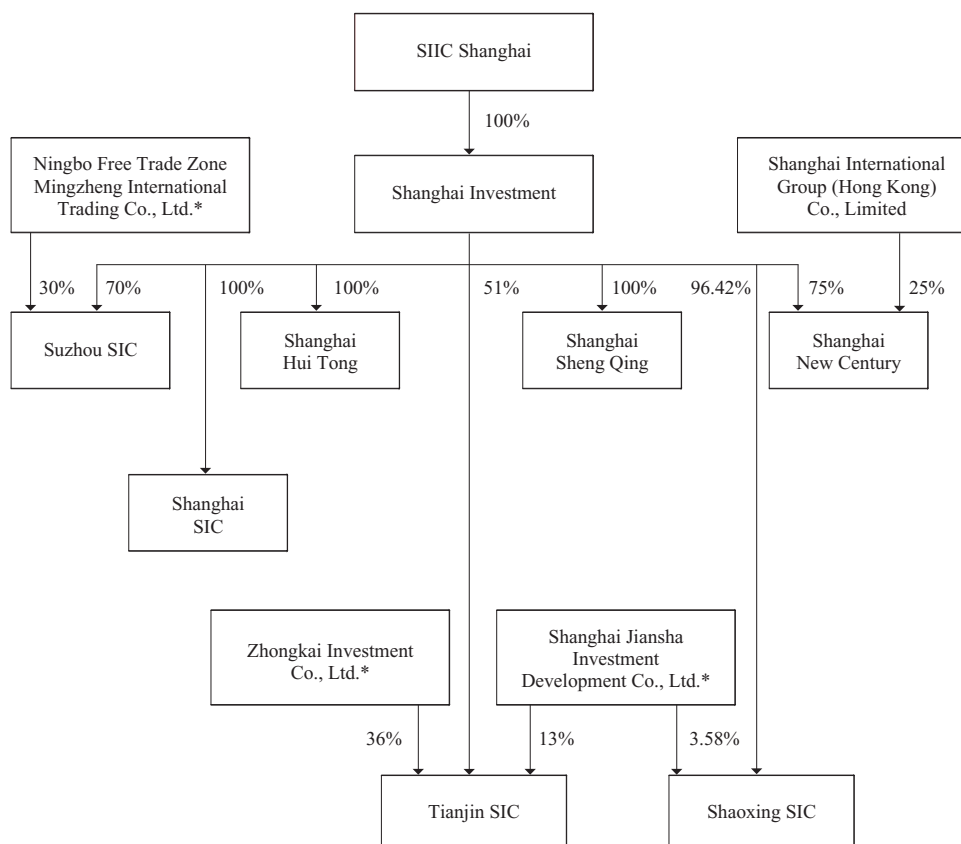 SIIC Shanghai
100%
Ningbo Free Trade Zone
Mingzheng International
Trading Co., Ltd.*
Shanghai Investment
Shanghai International
Group (Hong Kong)
Co., Limited
30%
70%
100%
100%
51%
100%
96.42%
75%
25%
Suzhou SIC
Shanghai
Hui Tong
Shanghai
Sheng Qing
Shanghai
New Century
Shanghai
SIC
Zhongkai Investment
Co., Ltd.*
Shanghai Jiansha
Investment
Development Co., Ltd.*
36%
13%
3.58%
Tianjin SIC
Shaoxing SIC